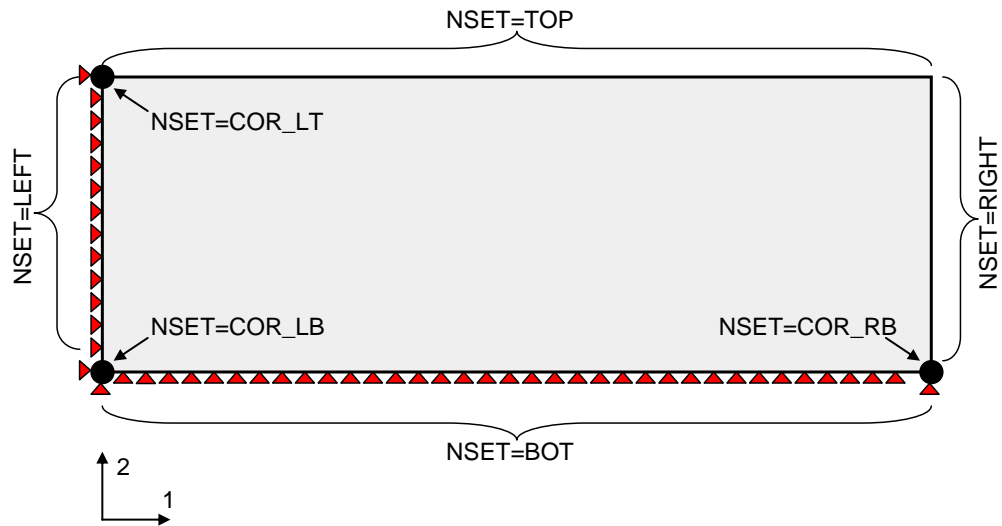 NSET=TOP
NSET=COR_LT
NSET=LEFT
NSET=RIGHT
NSET=COR_LB
NSET=COR_RB
NSET=BOT
2
1